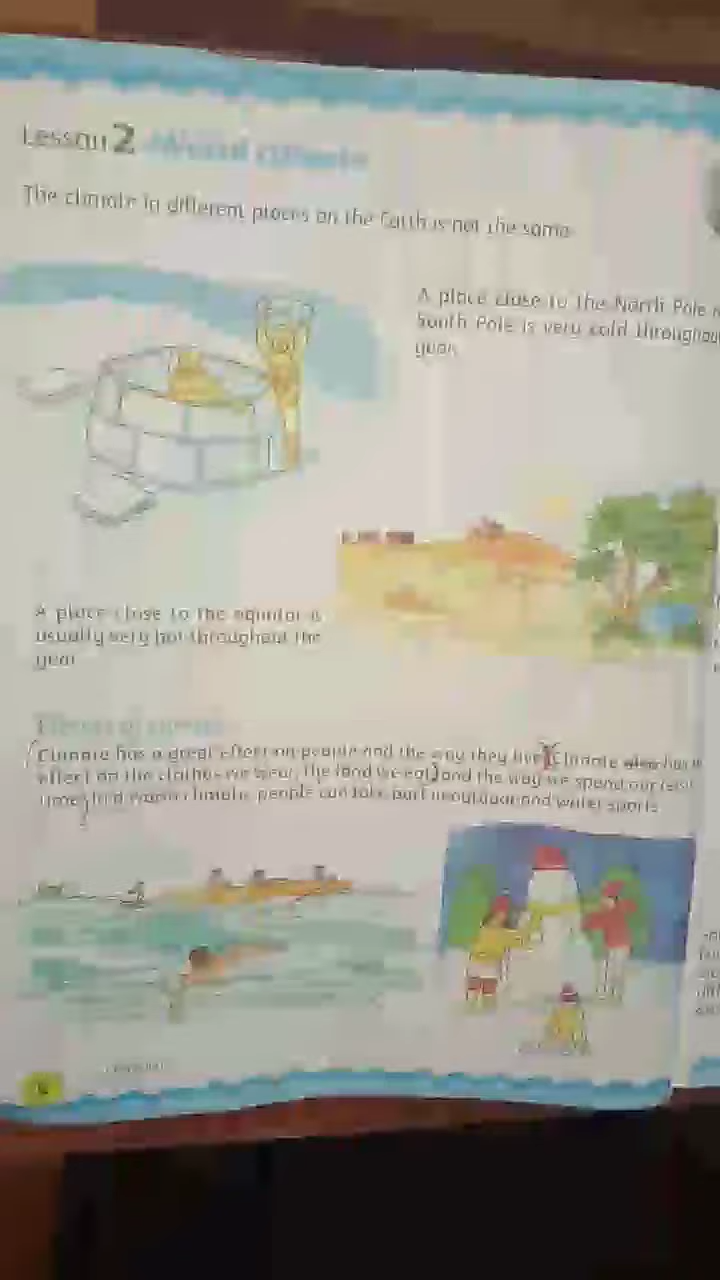 Lesson 2 World climate
The climate in different places on the Earth is not the same
A place close to the North Pole
South Pole is very cold throughout
year.
A place close to the equator is
usually very hot throughout the
year
Effects of climate
Climate has a great effect on people and the way they live. Climate also has
effect on the clothes we wear, the food we eat and the way we spend our leisure
time. In a warm climate, people can take part in outdoor and water sports